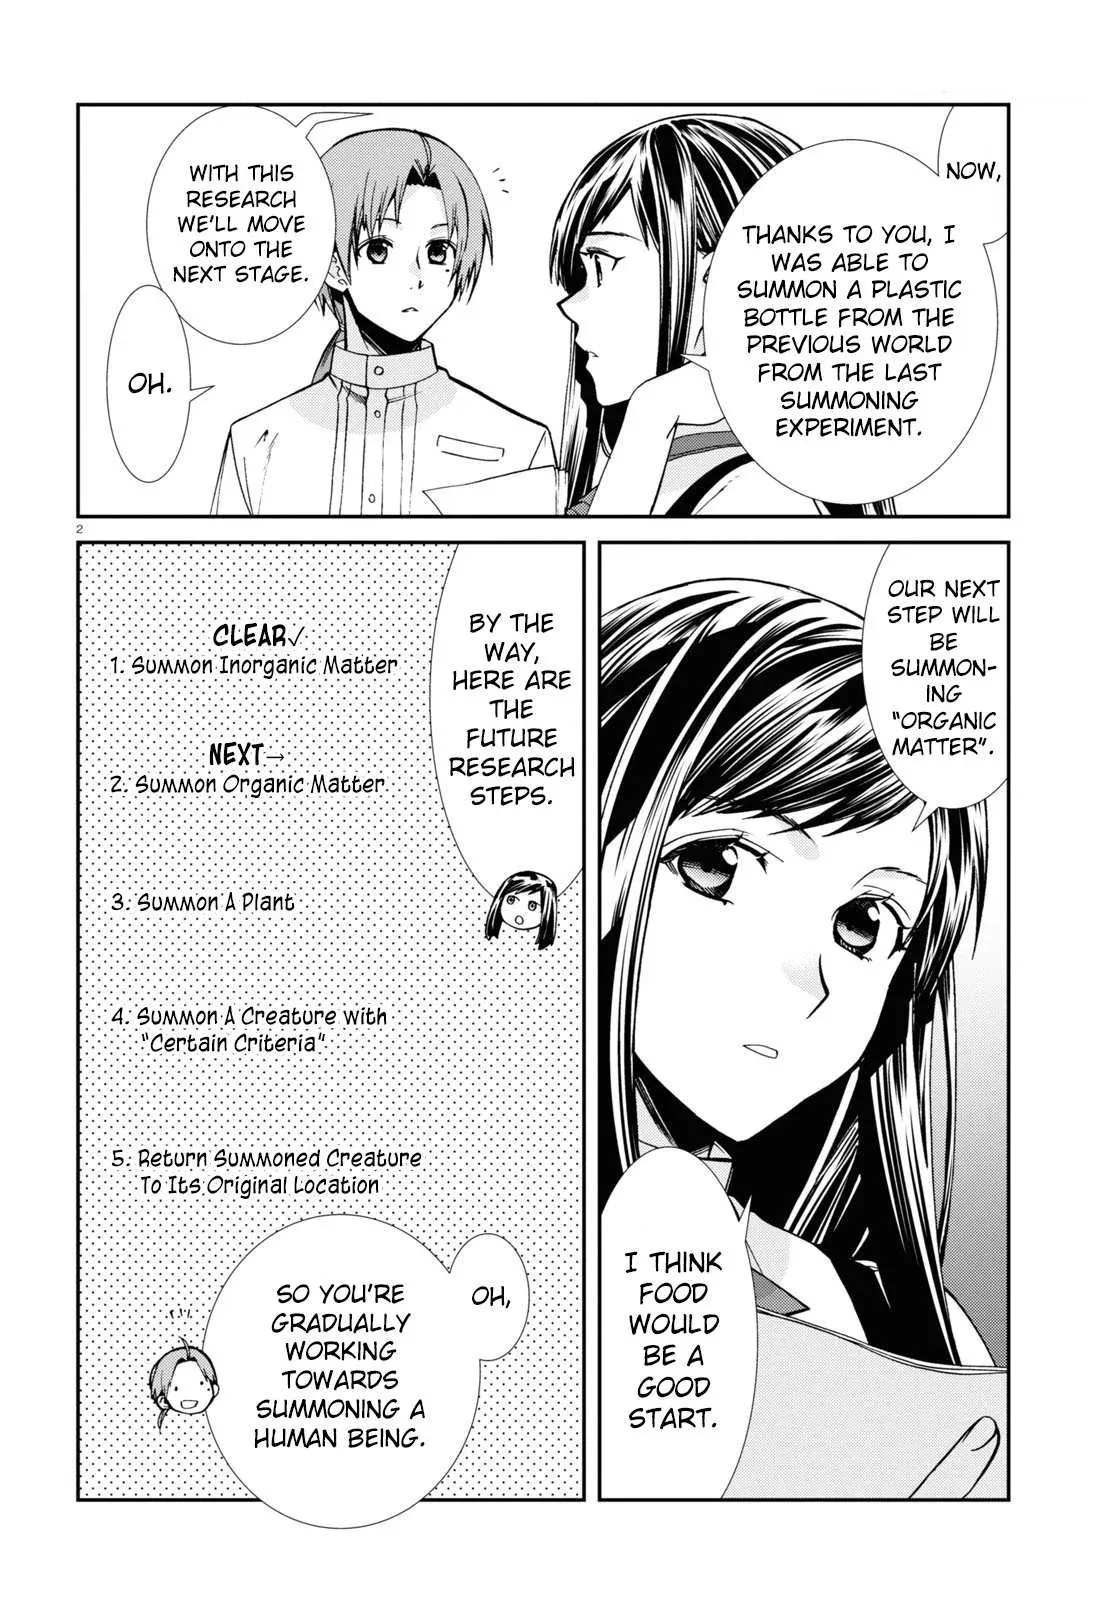 NOW,
THANKS TO YOU, I
WAS ABLE TO
SUMMON A PLASTIC
BOTTLE FROM THE
PREVIOUS WORLD
FROM THE LAST
SUMMONING
EXPERIMENT.
WITH THIS
RESEARCH
WE'LL MOVE
ONTO THE
NEXT STAGE.
OH.
2
OUR NEXT
STEP WILL
BE
SUMMON-
ING
"ORGANIC
MATTER".
I THINK
FOOD
WOULD
BE A
GOOD
START.
BY THE
WAY,
HERE ARE
THE
FUTURE
RESEARCH
STEPS.
CLEAR✓
1. Summon Inorganic Matter
NEXT→
2. Summon Organic Matter
3. Summon A Plant
4. Summon A Creature with
"Certain Criteria"
5. Return Summoned Creature
To Its Original Location
OH,
SO YOU'RE
GRADUALLY
WORKING
TOWARDS
SUMMONING A
HUMAN BEING.